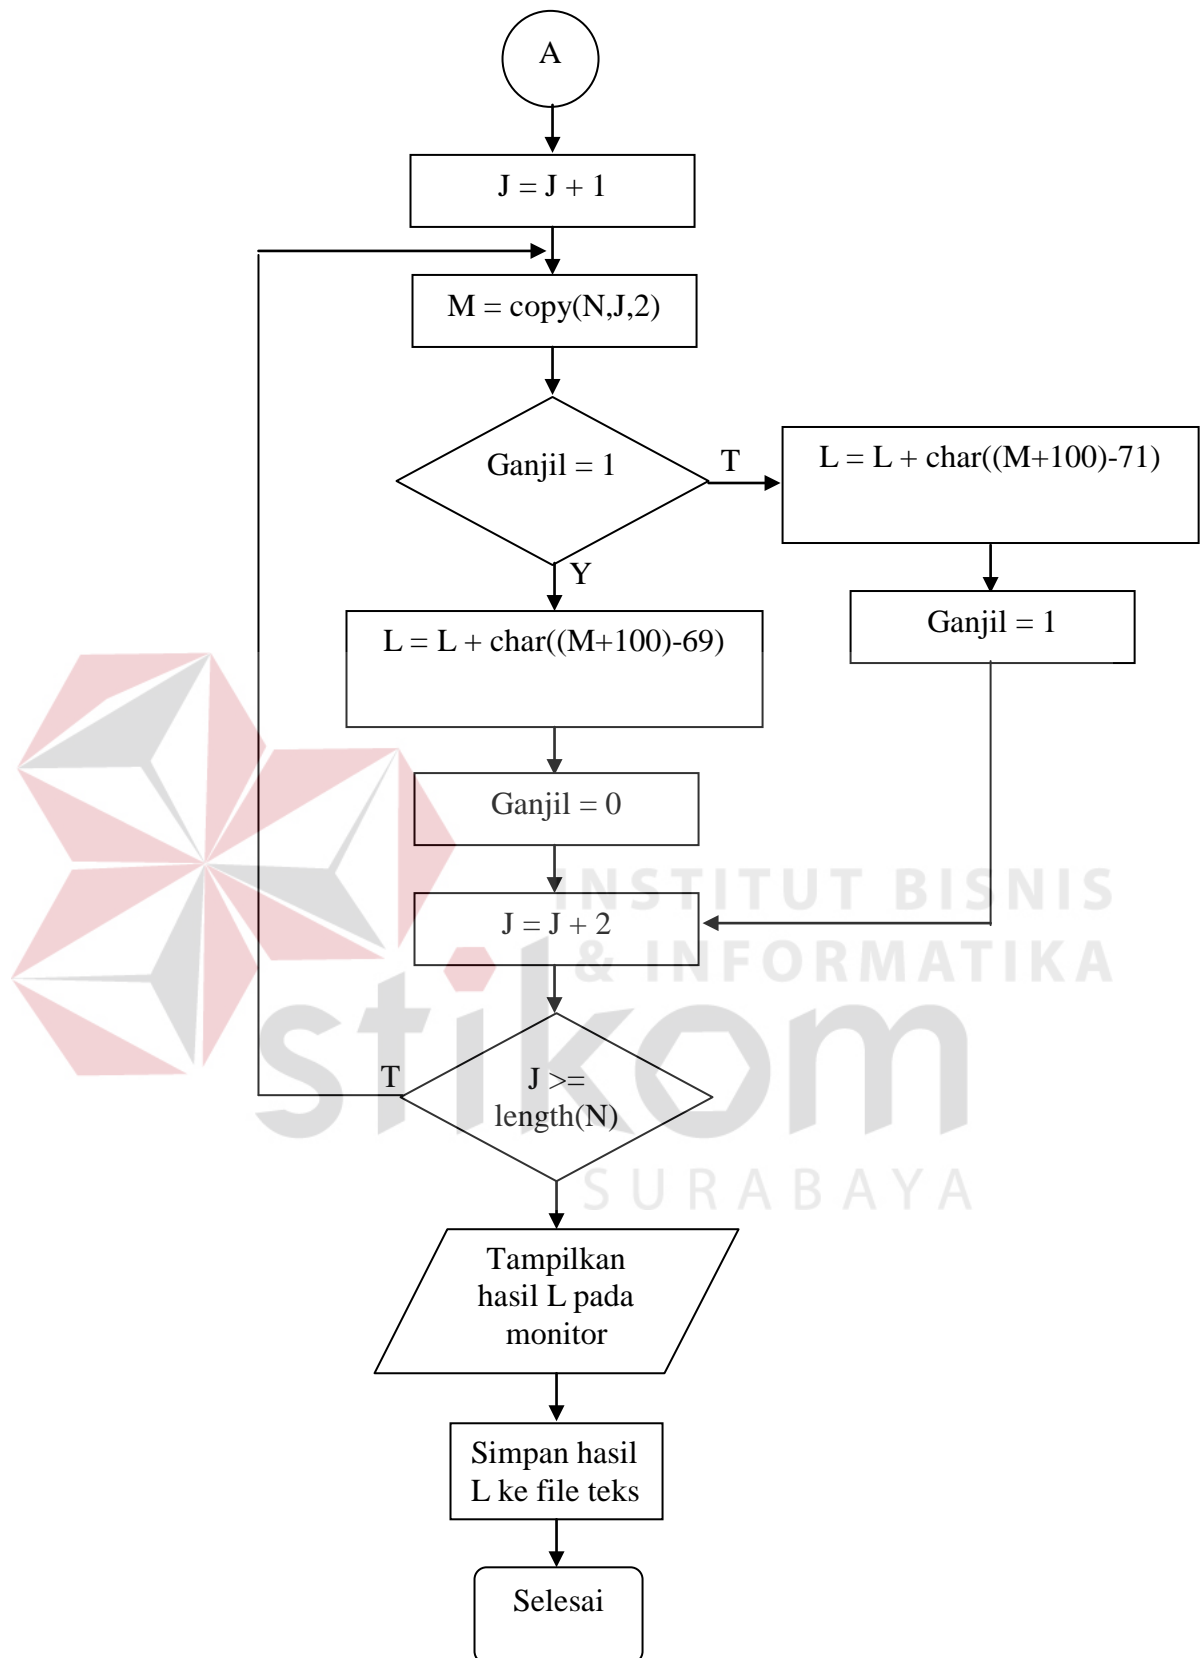 A
J = J + 1
M = copy(N,J,2)
Ganjil = 1
T
L = L + char((M+100)-71)
Y
Ganjil = 1
L = L + char((M+100)-69)
Ganjil = 0
INSTITUT BISNIS
J = J + 2
& INFORMATIKA
stikom
T
J >=
length(N)
SURABAYA
Tampilkan
hasil L pada
monitor
Simpan hasil
L ke file teks
Selesai